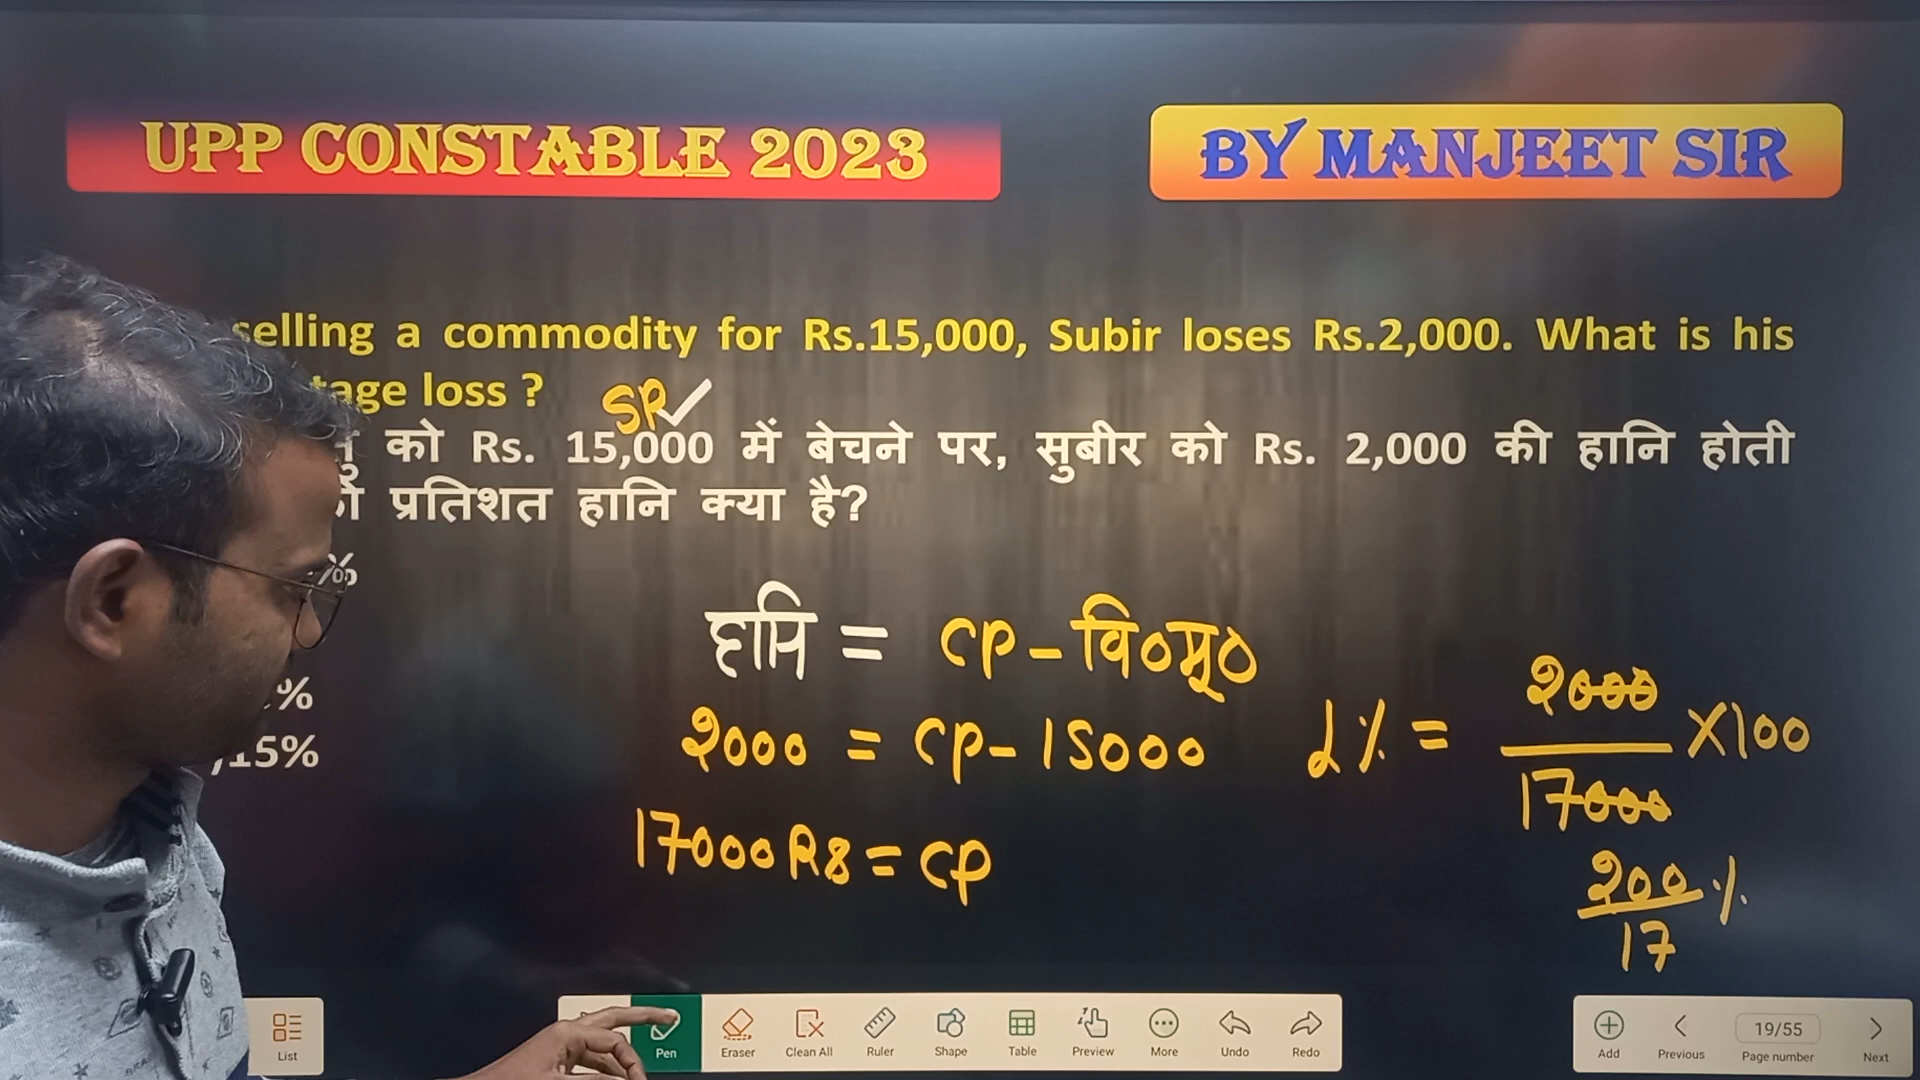 UPP CONSTABLE 2023
BY MANJEET SIR
selling a commodity for Rs.15,000, Subir loses Rs.2,000. What is his
loss ?
SP✓
को Rs. 15,000 में बेचने पर, सुबीर को Rs. 2,000 की हानि होती
प्रतिशत हानि क्या है?
%
%
15%
हानि = CP - वि०मू०
2000 = CP - 15000
17000 RS = CP
L% = 2000/17000 X100
200/17 %
List
Pen Eraser Clean All Ruler Shape Table Preview More Undo Redo
Add Previous 19/55 Page number Next